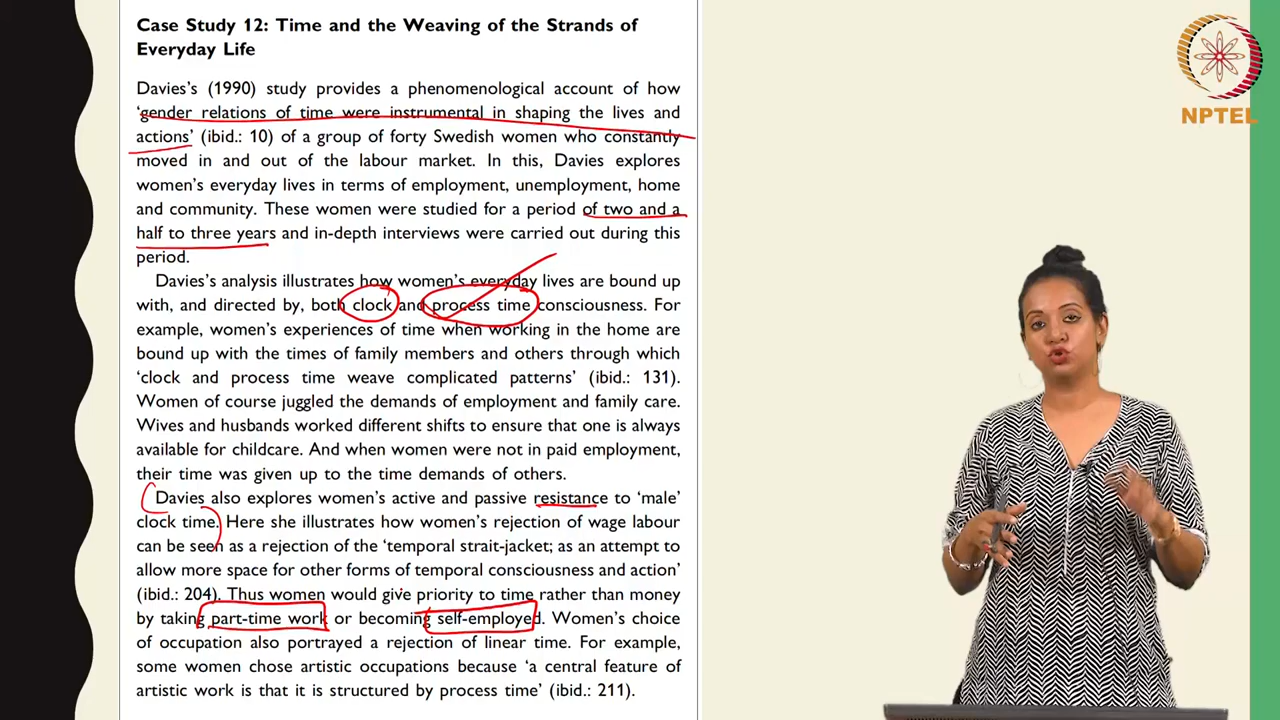 Case Study 12: Time and the Weaving of the Strands of
Everyday Life
Davies's (1990) study provides a phenomenological account of how
'gender relations of time were instrumental in shaping the lives and
actions' (ibid.: 10) of a group of forty Swedish women who constantly
moved in and out of the labour market. In this, Davies explores
women's everyday lives in terms of employment, unemployment, home
and community. These women were studied for a period of two and a
half to three years and in-depth interviews were carried out during this
period.
Davies's analysis illustrates how women's everyday lives are bound up
with, and directed by, both clock and process time consciousness. For
example, women's experiences of time when working in the home are
bound up with the times of family members and others through which
'clock and process time weave complicated patterns' (ibid.: 131).
Women of course juggled the demands of employment and family care.
Wives and husbands worked different shifts to ensure that one is always
available for childcare. And when women were not in paid employment,
their time was given up to the time demands of others.
Davies also explores women's active and passive resistance to 'male'
clock time. Here she illustrates how women's rejection of wage labour
can be seen as a rejection of the 'temporal strait-jacket; as an attempt to
allow more space for other forms of temporal consciousness and action'
(ibid.: 204). Thus women would give priority to time rather than money
by taking part-time work or becoming self-employed. Women's choice
of occupation also portrayed a rejection of linear time. For example,
some women chose artistic occupations because 'a central feature of
artistic work is that it is structured by process time' (ibid.: 211).
NPTEL